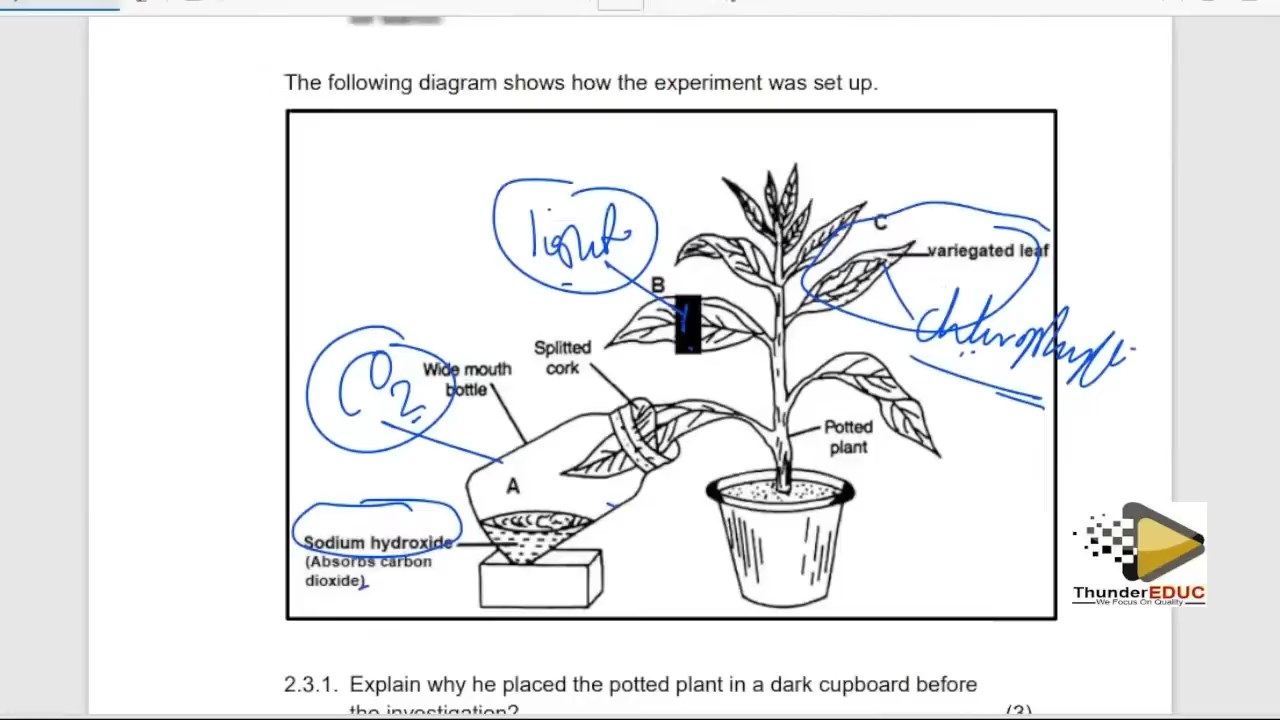 The following diagram shows how the experiment was set up.
light
C
variegated leaf
B
chlorophyll
Splitted
cork
CO2
Wide mouth
bottle
Potted
plant
A
Sodium hydroxide
(Absorbs carbon
dioxide)
ThunderEDUC
We Focus On Quality
2.3.1. Explain why he placed the potted plant in a dark cupboard before
the investigation? (3)